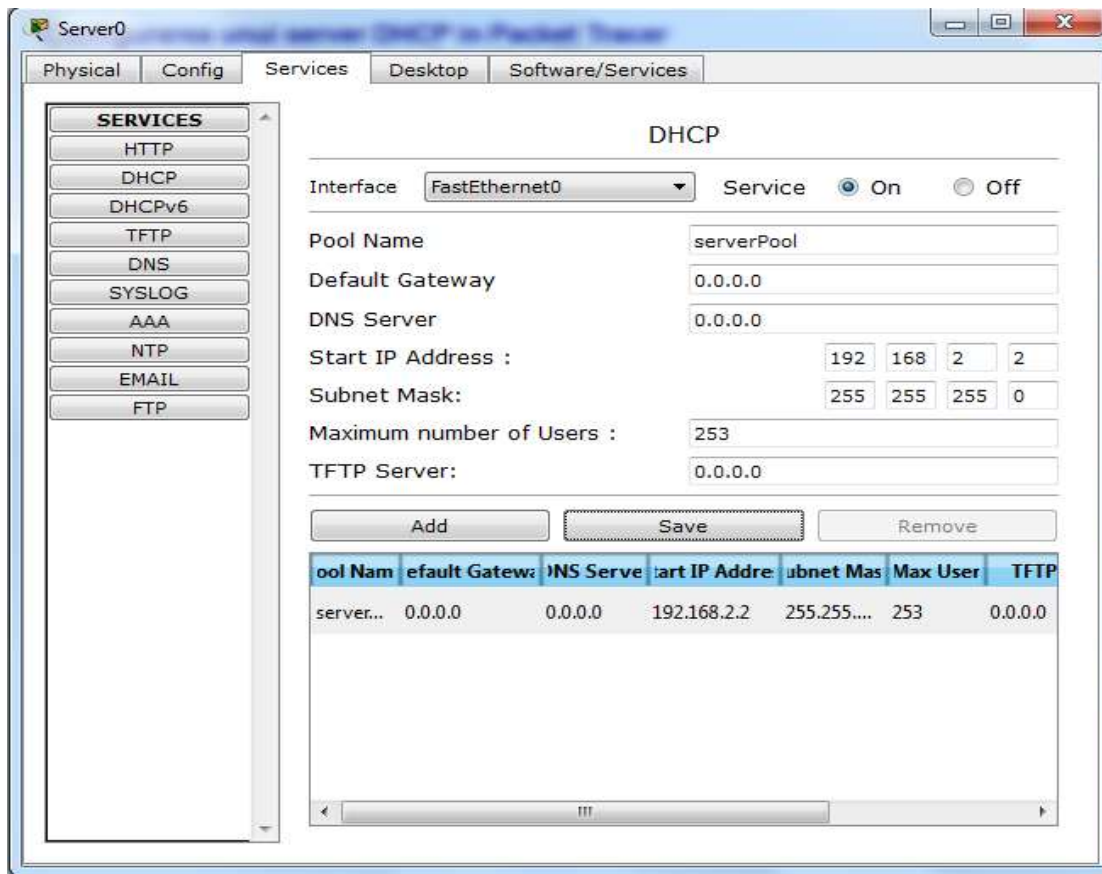 Server0
Physical Config Services Desktop Software/Services
SERVICES
HTTP
DHCP
DHCPv6
TFTP
DNS
SYSLOG
AAA
NTP
EMAIL
FTP
DHCP
Interface FastEthernet0 Service On Off
Pool Name serverPool
Default Gateway 0.0.0.0
DNS Server 0.0.0.0
Start IP Address : 192 168 2 2
Subnet Mask: 255 255 255 0
Maximum number of Users : 253
TFTP Server: 0.0.0.0
Add Save Remove
ool Nam efault Gatewa NS Serve tart IP Addre ubnet Mas Max User TFTP
server... 0.0.0.0 0.0.0.0 192.168.2.2 255.255.... 253 0.0.0.0